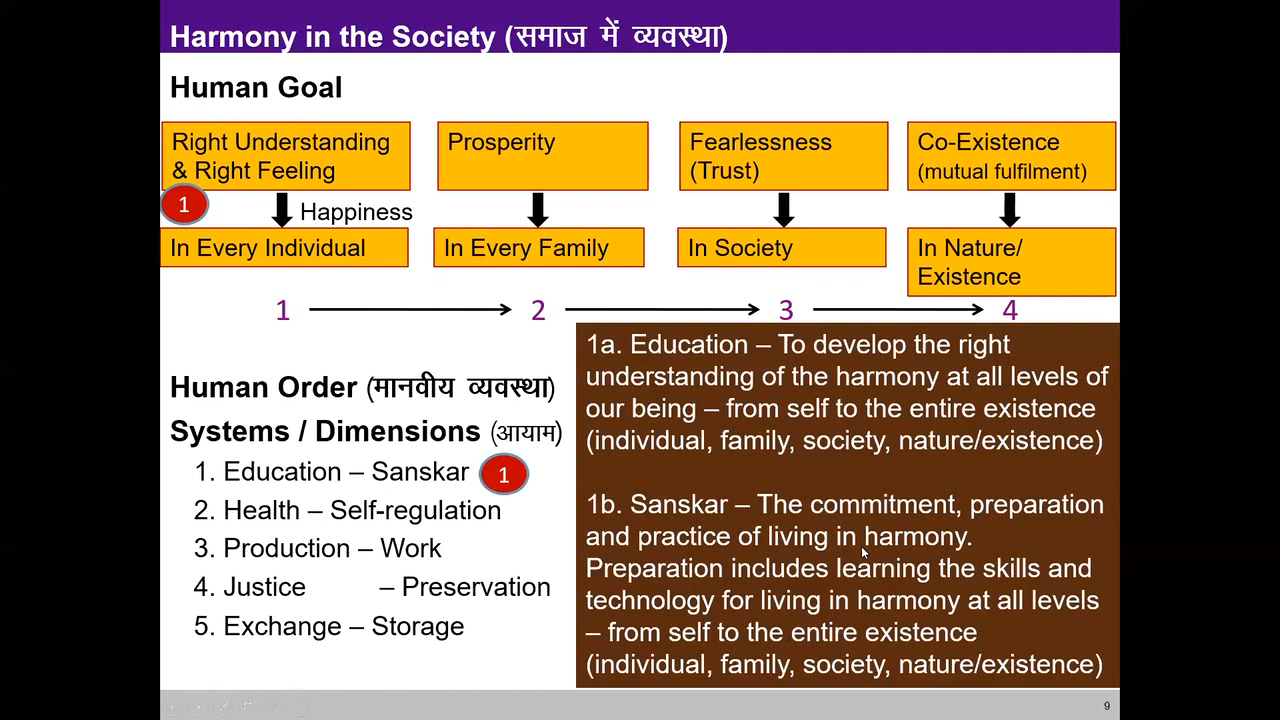 Harmony in the Society (समाज में व्यवस्था)
Human Goal
Right Understanding
& Right Feeling
Prosperity
Fearlessness
(Trust)
Co-Existence
(mutual fulfilment)
1
Happiness
In Every Individual
In Every Family
In Society
In Nature/
Existence
1
2
3
4
Human Order (मानवीय व्यवस्था)
Systems / Dimensions (आयाम)
1. Education – Sanskar
1
2. Health – Self-regulation
3. Production – Work
4. Justice – Preservation
5. Exchange – Storage
1a. Education – To develop the right
understanding of the harmony at all levels of
our being – from self to the entire existence
(individual, family, society, nature/existence)
1b. Sanskar – The commitment, preparation
and practice of living in harmony.
Preparation includes learning the skills and
technology for living in harmony at all levels
– from self to the entire existence
(individual, family, society, nature/existence)
9